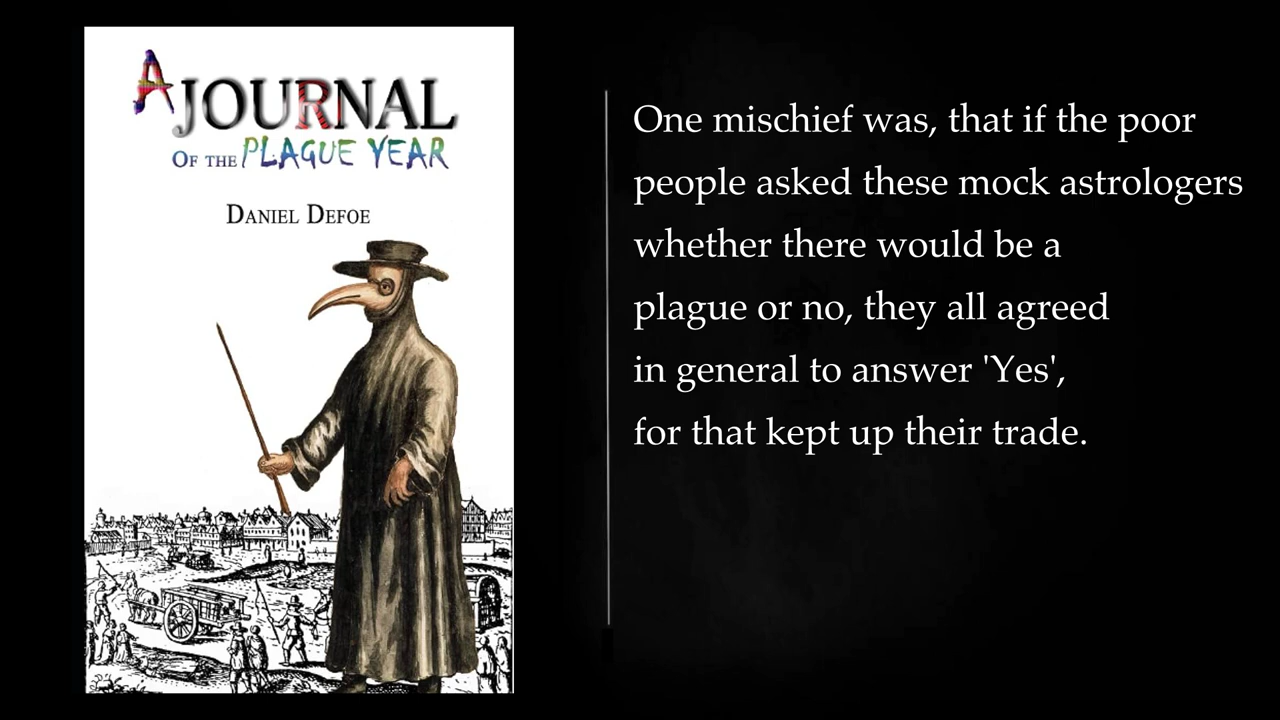 A JOURNAL
OF THE PLAGUE YEAR
DANIEL DEFOE
One mischief was, that if the poor
people asked these mock astrologers
whether there would be a
plague or no, they all agreed
in general to answer 'Yes',
for that kept up their trade.